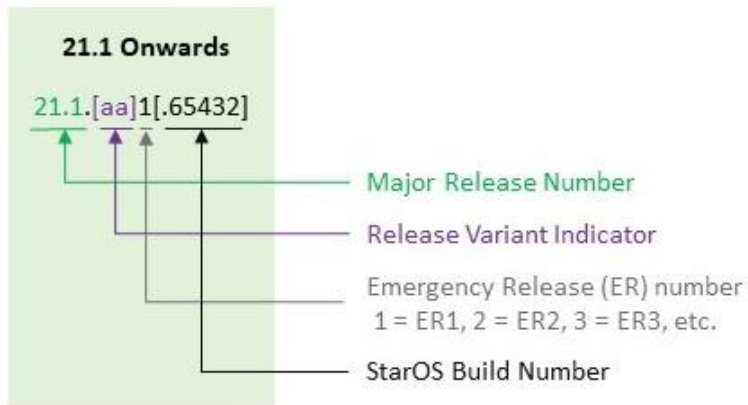 21.1 Onwards
21.1.[aa]1[.65432]
Major Release Number
Release Variant Indicator
Emergency Release (ER) number
1 = ER1, 2 = ER2, 3 = ER3, etc.
StarOS Build Number